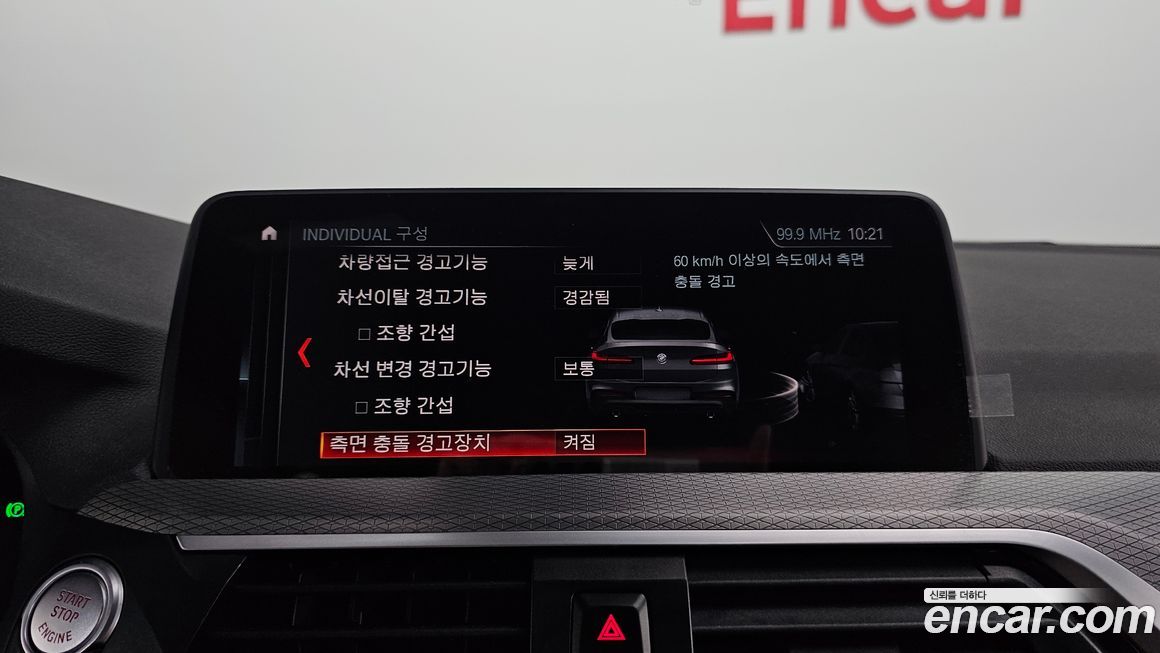 Encar
INDIVIDUAL 구성
99.9 MHz 10:21
차량접근 경고기능 늦게
60 km/h 이상의 속도에서 측면
충돌 경고
차선이탈 경고기능 경감됨
조향 간섭
차선 변경 경고기능 보통
조향 간섭
측면 충돌 경고장치 켜짐
START
STOP
ENGINE
신뢰를 더하다
encar.com